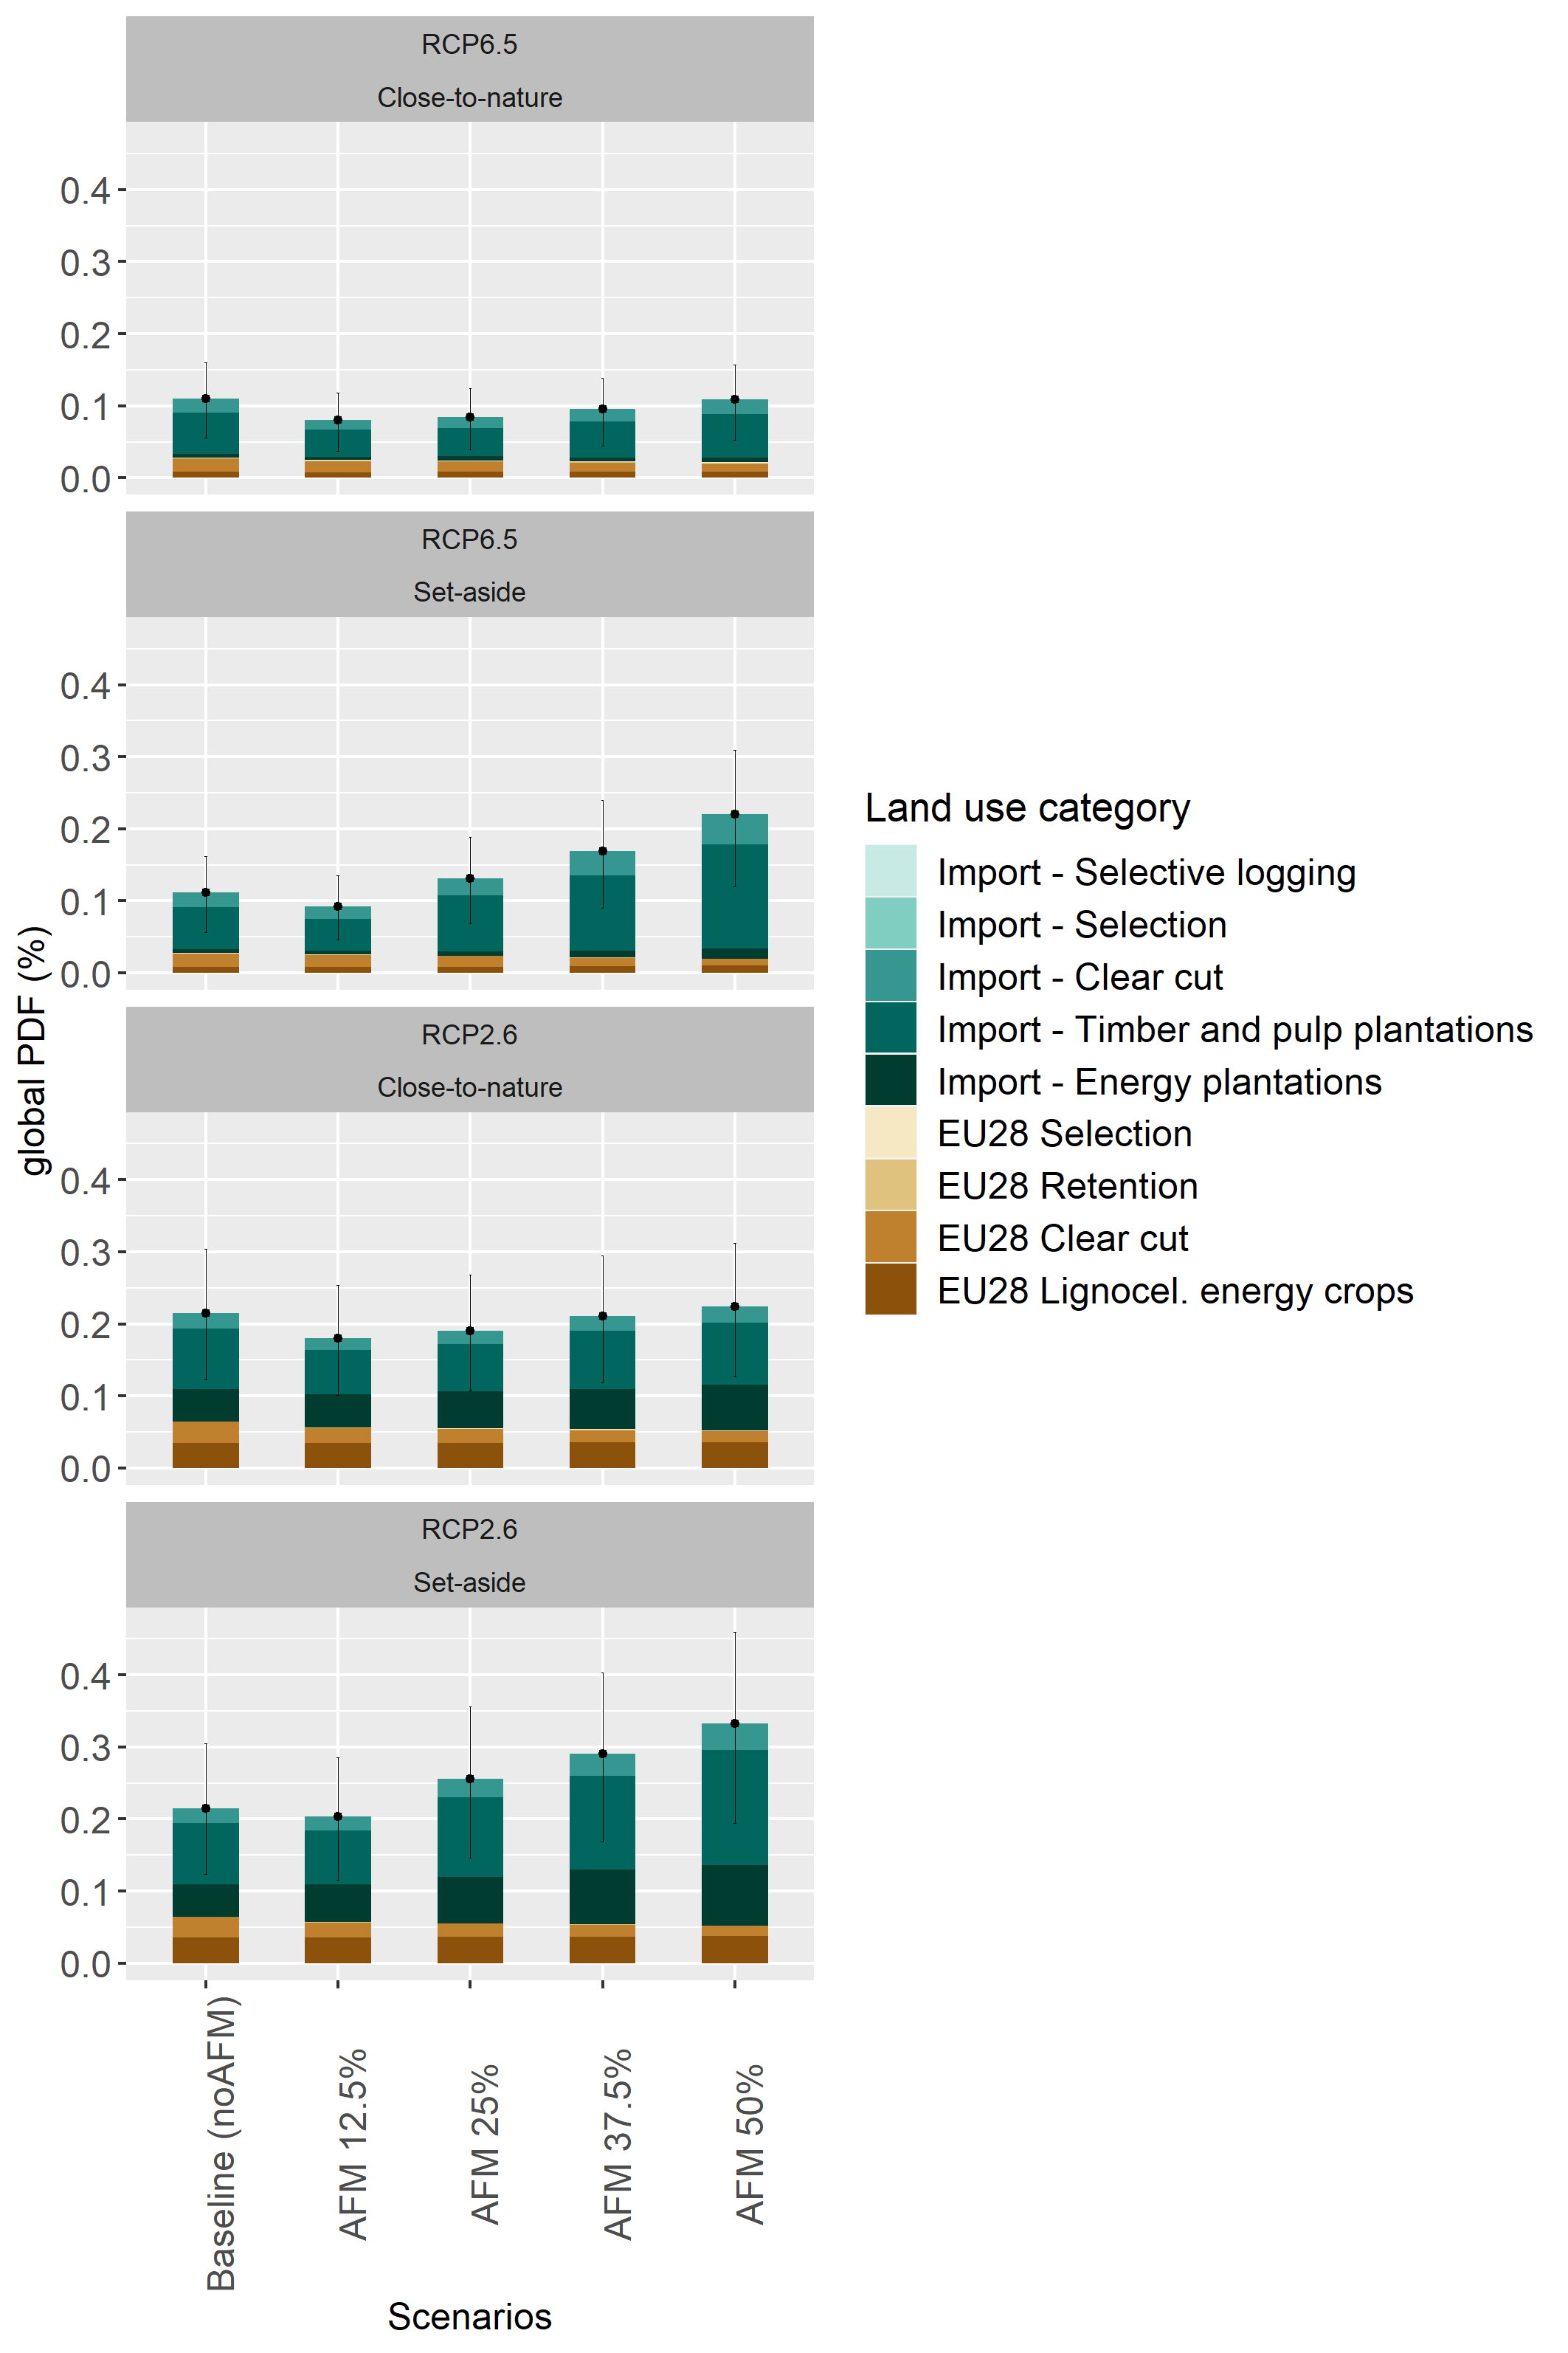 RCP6.5
Close-to-nature
0.4
0.3
0.2
0.1
0.0
RCP6.5
Set-aside
0.4
0.3
0.2
0.1
0.0
RCP2.6
Close-to-nature
0.4
0.3
0.2
0.1
0.0
RCP2.6
Set-aside
0.4
0.3
0.2
0.1
0.0
global PDF (%)
Baseline (noAFM)
AFM 12.5%
AFM 25%
AFM 37.5%
AFM 50%
Scenarios
Land use category
Import - Selective logging
Import - Selection
Import - Clear cut
Import - Timber and pulp plantations
Import - Energy plantations
EU28 Selection
EU28 Retention
EU28 Clear cut
EU28 Lignocel. energy crops